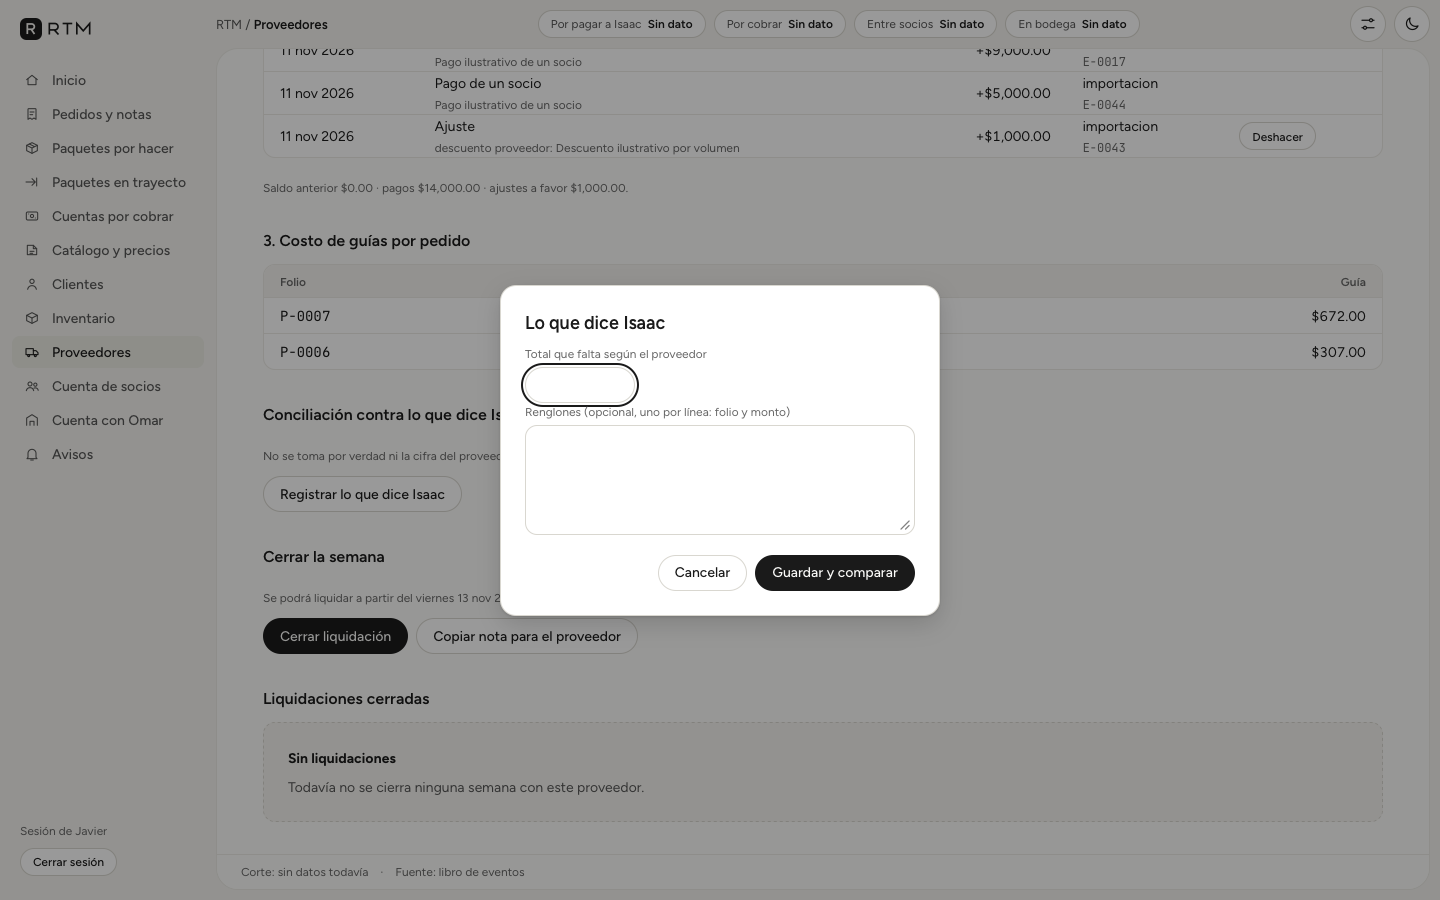 R RTM
RTM / Proveedores
Por pagar a Isaac Sin dato
Por cobrar Sin dato
Entre socios Sin dato
En bodega Sin dato
Inicio
Pedidos y notas
Paquetes por hacer
Paquetes en trayecto
Cuentas por cobrar
Catálogo y precios
Clientes
Inventario
Proveedores
Cuenta de socios
Cuenta con Omar
Avisos
Sesión de Javier
Cerrar sesión
11 nov 2026 +$9,000.00
Pago ilustrativo de un socio E-0017
Pago de un socio importacion
11 nov 2026 +$5,000.00
Pago ilustrativo de un socio E-0044
Ajuste importacion
11 nov 2026 +$1,000.00 Deshacer
descuento proveedor: Descuento ilustrativo por volumen E-0043
Saldo anterior $0.00 · pagos $14,000.00 · ajustes a favor $1,000.00.
3. Costo de guías por pedido
Folio Guía
P-0007 $672.00
P-0006 $307.00
Conciliación contra lo que dice Is
No se toma por verdad ni la cifra del proveed
Registrar lo que dice Isaac
Cerrar la semana
Se podrá liquidar a partir del viernes 13 nov 2
Cerrar liquidación
Copiar nota para el proveedor
Liquidaciones cerradas
Sin liquidaciones
Todavía no se cierra ninguna semana con este proveedor.
Corte: sin datos todavía · Fuente: libro de eventos
Lo que dice Isaac
Total que falta según el proveedor
Renglones (opcional, uno por línea: folio y monto)
Cancelar
Guardar y comparar